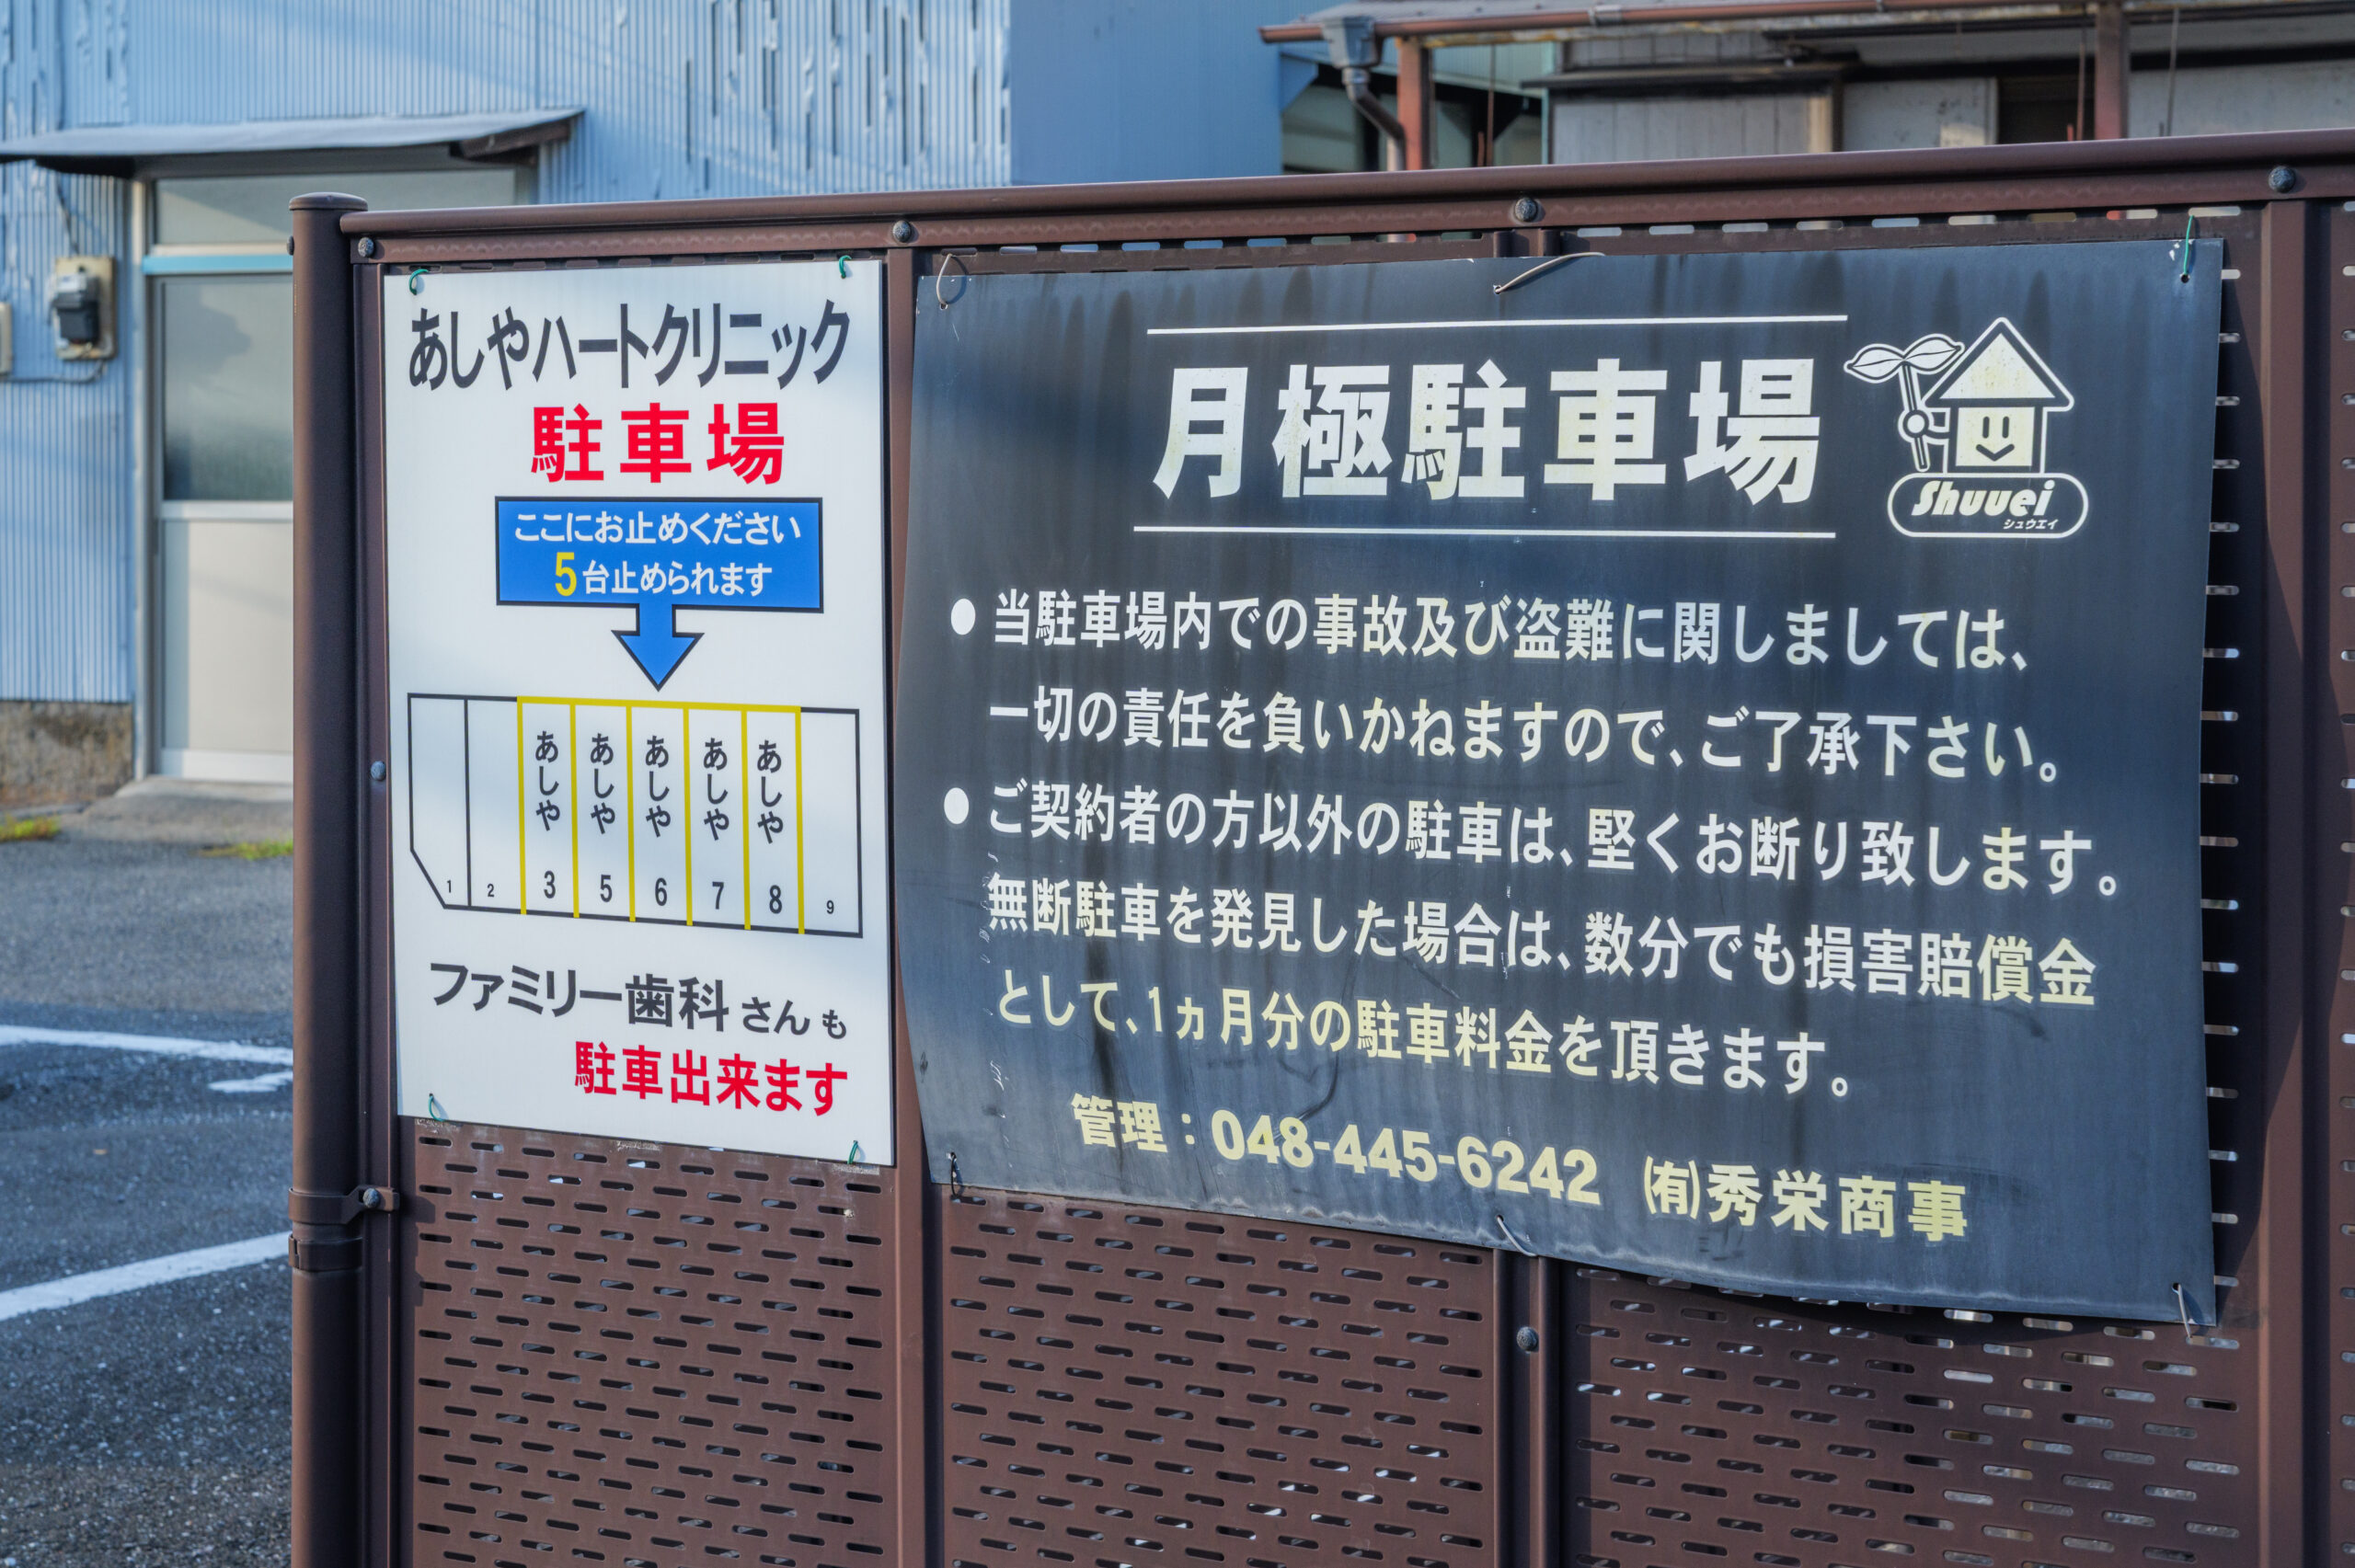 あしやハートクリニック
駐車場
ここにお止めください
5台止められます
あしや あしや あしや あしや あしや
1 2 3 5 6 7 8 9
ファミリー歯科さんも
駐車出来ます
月極駐車場
Shuuei
シュウエイ
●当駐車場内での事故及び盗難に関しましては、
一切の責任を負いかねますので、ご了承下さい。
●ご契約者の方以外の駐車は、堅くお断り致します。
無断駐車を発見した場合は、数分でも損害賠償金
として、1ヵ月分の駐車料金を頂きます。
管理：048-445-6242 ㈲秀栄商事